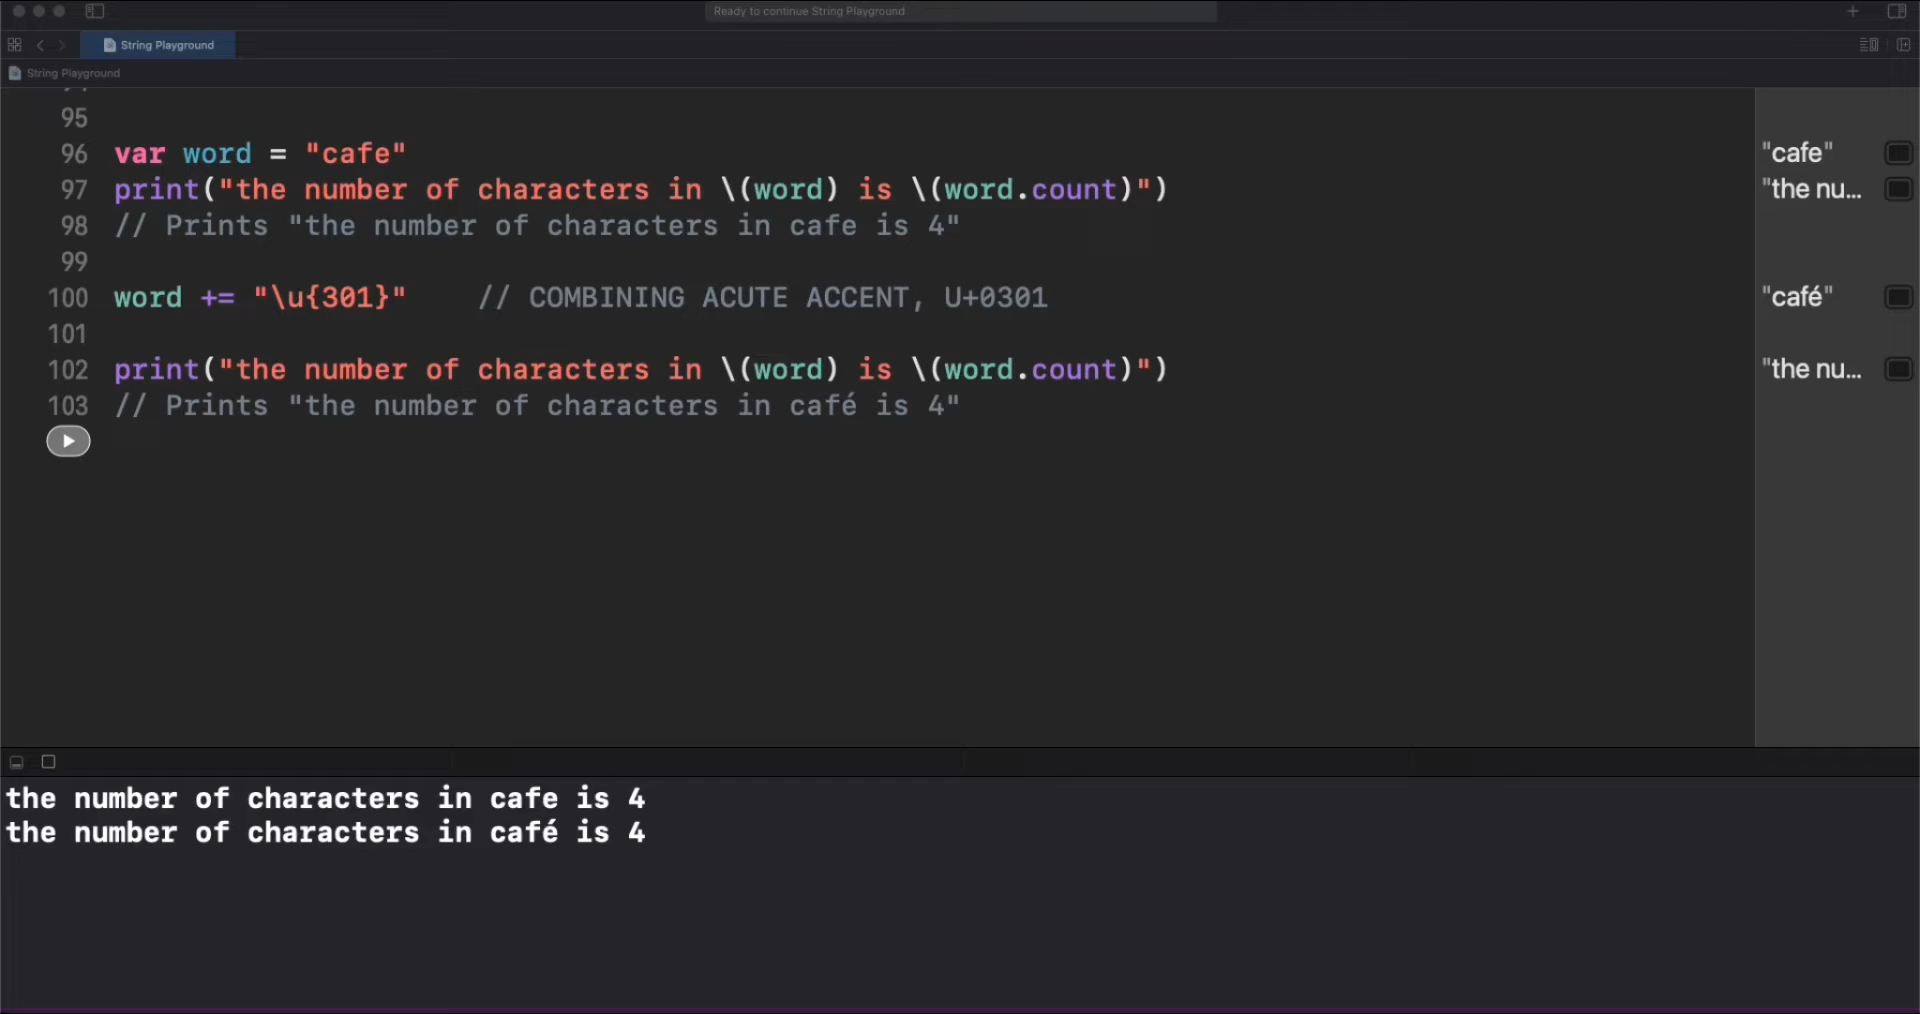 Ready to continue String Playground
String Playground
String Playground
95
96 var word = "cafe" "cafe"
97 print("the number of characters in \(word) is \(word.count)") "the nu...
98 // Prints "the number of characters in cafe is 4"
99
100 word += "\u{301}" // COMBINING ACUTE ACCENT, U+0301 "café"
101
102 print("the number of characters in \(word) is \(word.count)") "the nu...
103 // Prints "the number of characters in café is 4"
the number of characters in cafe is 4
the number of characters in café is 4